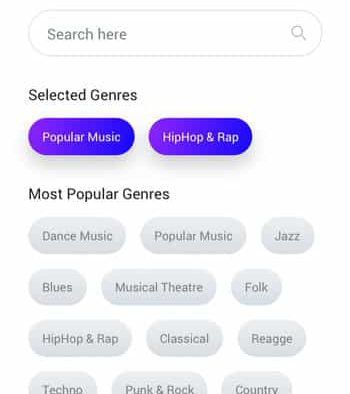 Search here
Selected Genres
Popular Music HipHop & Rap
Most Popular Genres
Dance Music Popular Music Jazz
Blues Musical Theatre Folk
HipHop & Rap Classical Reagge
Techno Punk & Rock Country